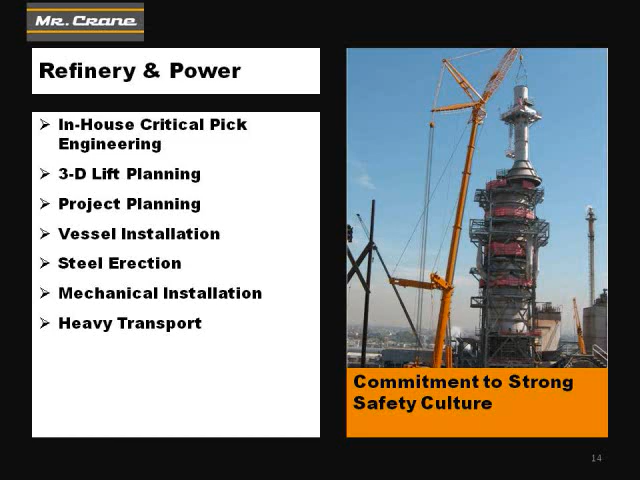 Mr. Crane
Refinery & Power
➢ In-House Critical Pick
Engineering
➢ 3-D Lift Planning
➢ Project Planning
➢ Vessel Installation
➢ Steel Erection
➢ Mechanical Installation
➢ Heavy Transport
Commitment to Strong
Safety Culture
14